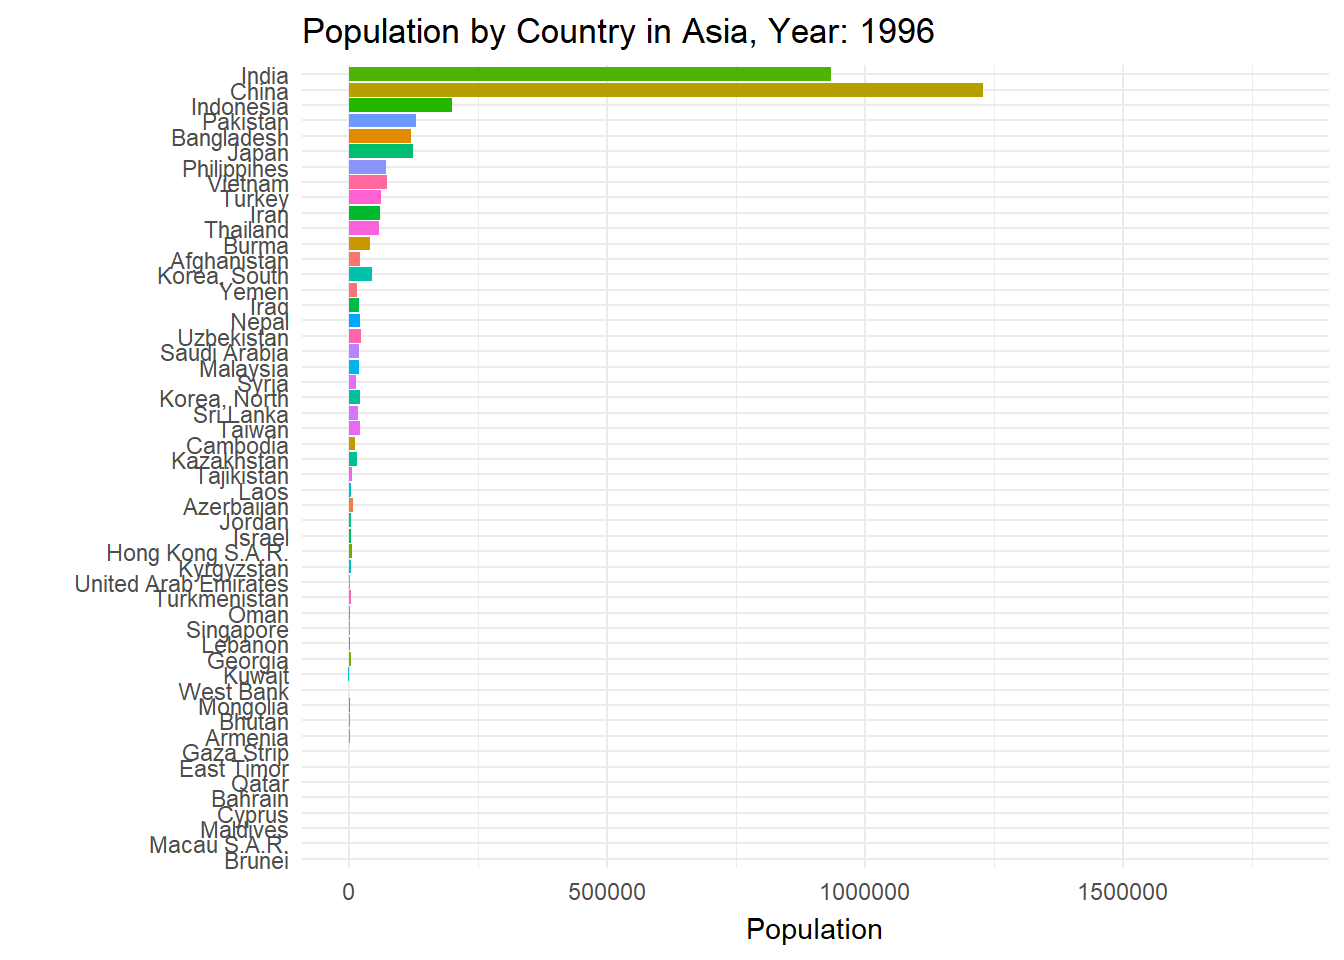 Population by Country in Asia, Year: 1996
India
China
Indonesia
Pakistan
Bangladesh
Japan
Philippines
Vietnam
Turkey
Iran
Thailand
Burma
Afghanistan
Korea, South
Yemen
Iraq
Nepal
Uzbekistan
Saudi Arabia
Malaysia
Syria
Korea, North
Sri Lanka
Taiwan
Cambodia
Kazakhstan
Tajikistan
Laos
Azerbaijan
Jordan
Israel
Hong Kong S.A.R.
Kyrgyzstan
United Arab Emirates
Turkmenistan
Oman
Singapore
Lebanon
Georgia
Kuwait
West Bank
Mongolia
Bhutan
Armenia
Gaza Strip
East Timor
Qatar
Bahrain
Cyprus
Maldives
Macau S.A.R.
Brunei
0 500000 1000000 1500000
Population